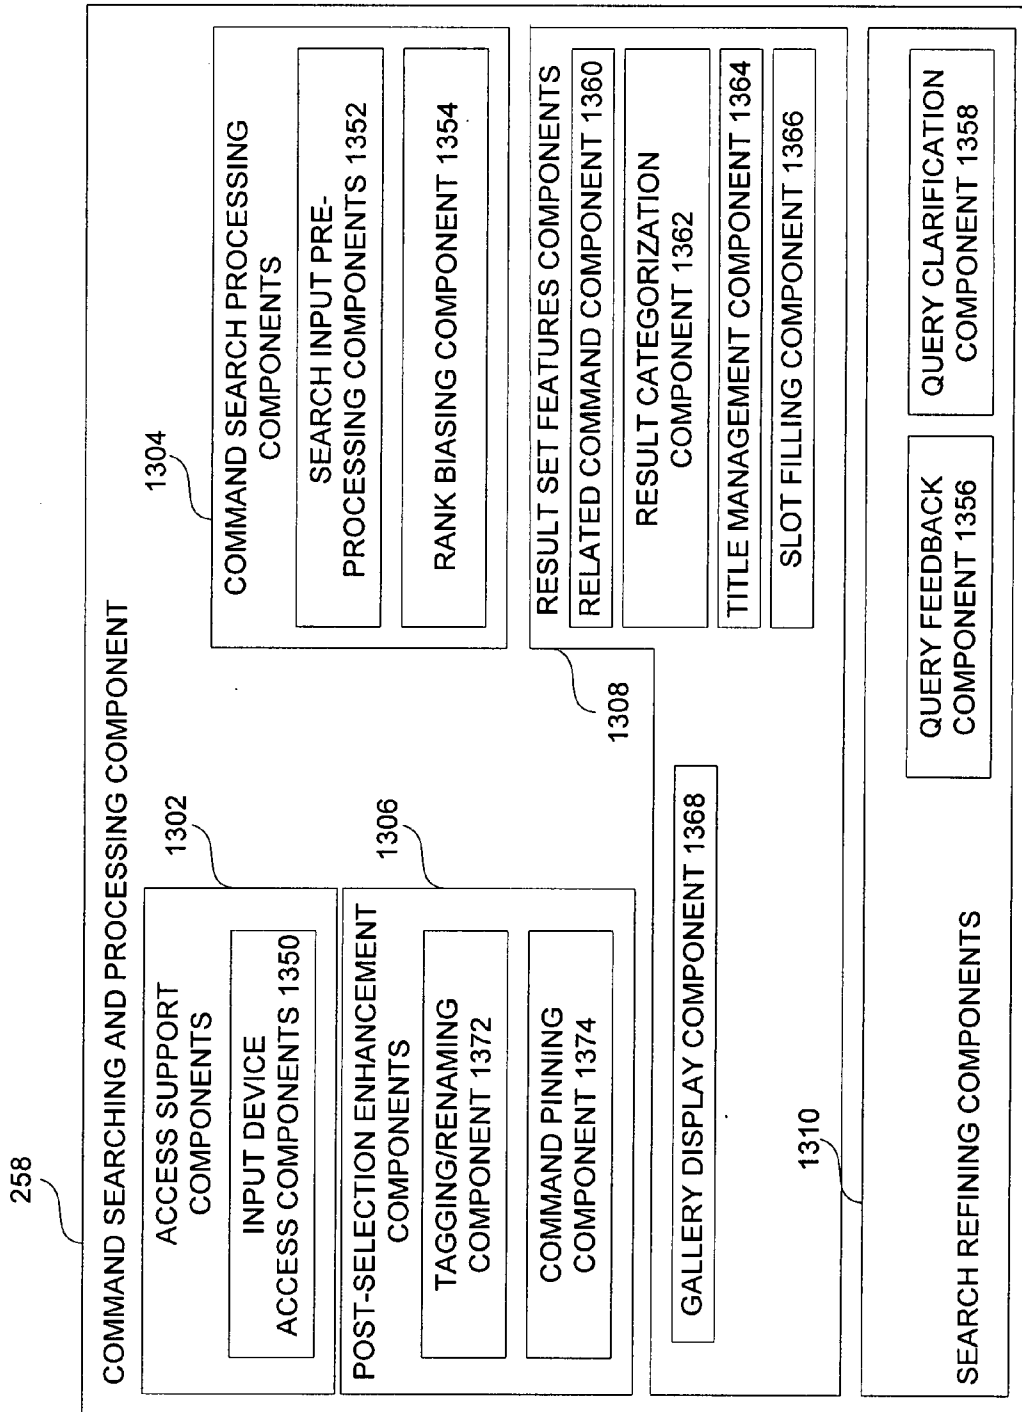 258
COMMAND SEARCHING AND PROCESSING COMPONENT
1302
ACCESS SUPPORT
COMPONENTS
INPUT DEVICE
ACCESS COMPONENTS 1350
1304
COMMAND SEARCH PROCESSING
COMPONENTS
SEARCH INPUT PRE-
PROCESSING COMPONENTS 1352
RANK BIASING COMPONENT 1354
1306
POST-SELECTION ENHANCEMENT
COMPONENTS
TAGGING/RENAMING
COMPONENT 1372
COMMAND PINNING
COMPONENT 1374
1308
RESULT SET FEATURES COMPONENTS
RELATED COMMAND COMPONENT 1360
RESULT CATEGORIZATION
COMPONENT 1362
TITLE MANAGEMENT COMPONENT 1364
SLOT FILLING COMPONENT 1366
GALLERY DISPLAY COMPONENT 1368
1310
SEARCH REFINING COMPONENTS
QUERY FEEDBACK
COMPONENT 1356
QUERY CLARIFICATION
COMPONENT 1358